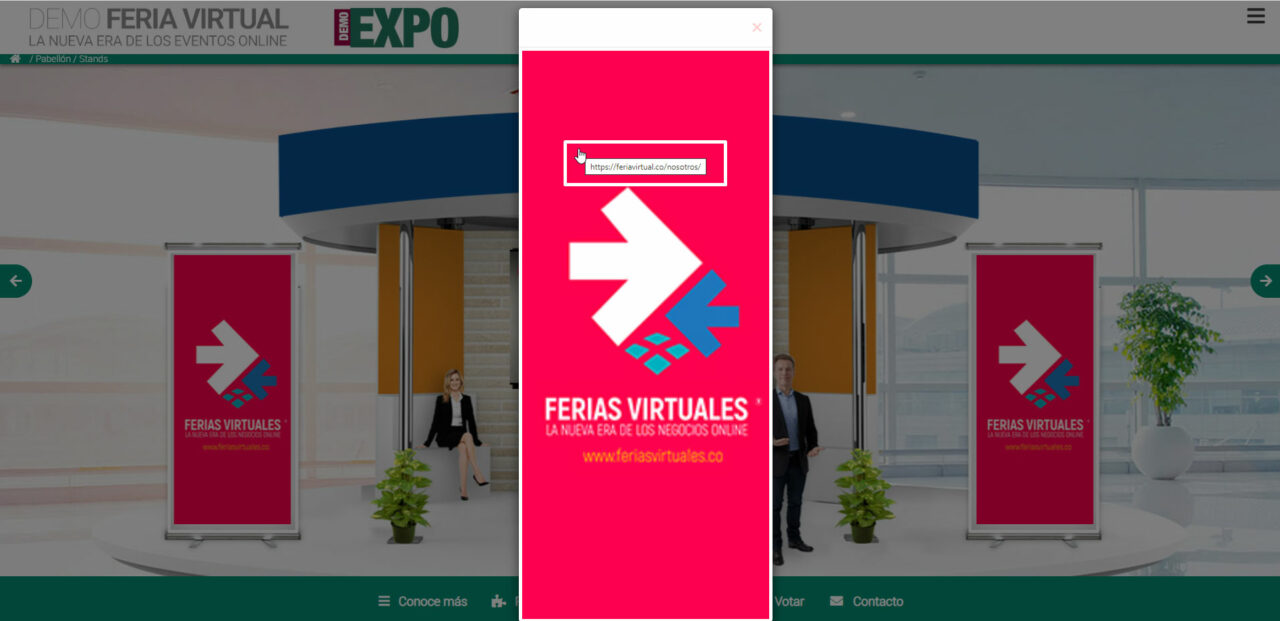 DEMO FERIA VIRTUAL
LA NUEVA ERA DE LOS EVENTOS ONLINE
DEMO
EXPO
×
/ Pabellón / Stands
https://feriavirtual.co/nosotros/
FERIAS VIRTUALES ®
LA NUEVA ERA DE LOS NEGOCIOS ONLINE
www.feriasvirtuales.co
FERIAS VIRTUALES
LA NUEVA ERA DE LOS NEGOCIOS ONLINE
www.feriasvirtuales.co
FERIAS VIRTUALES
LA NUEVA ERA DE LOS NEGOCIOS ONLINE
www.feriasvirtuales.co
Conoce más
Votar
Contacto